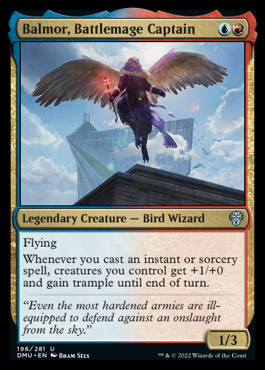 Balmor, Battlemage Captain
Legendary Creature — Bird Wizard
Flying
Whenever you cast an instant or sorcery
spell, creatures you control get +1/+0
and gain trample until end of turn.
“Even the most hardened armies are ill-
equipped to defend against an onslaught
from the sky.”
1/3
196/281 U
DMU • EN Bram Sels
™ & © 2022 Wizards of the Coast